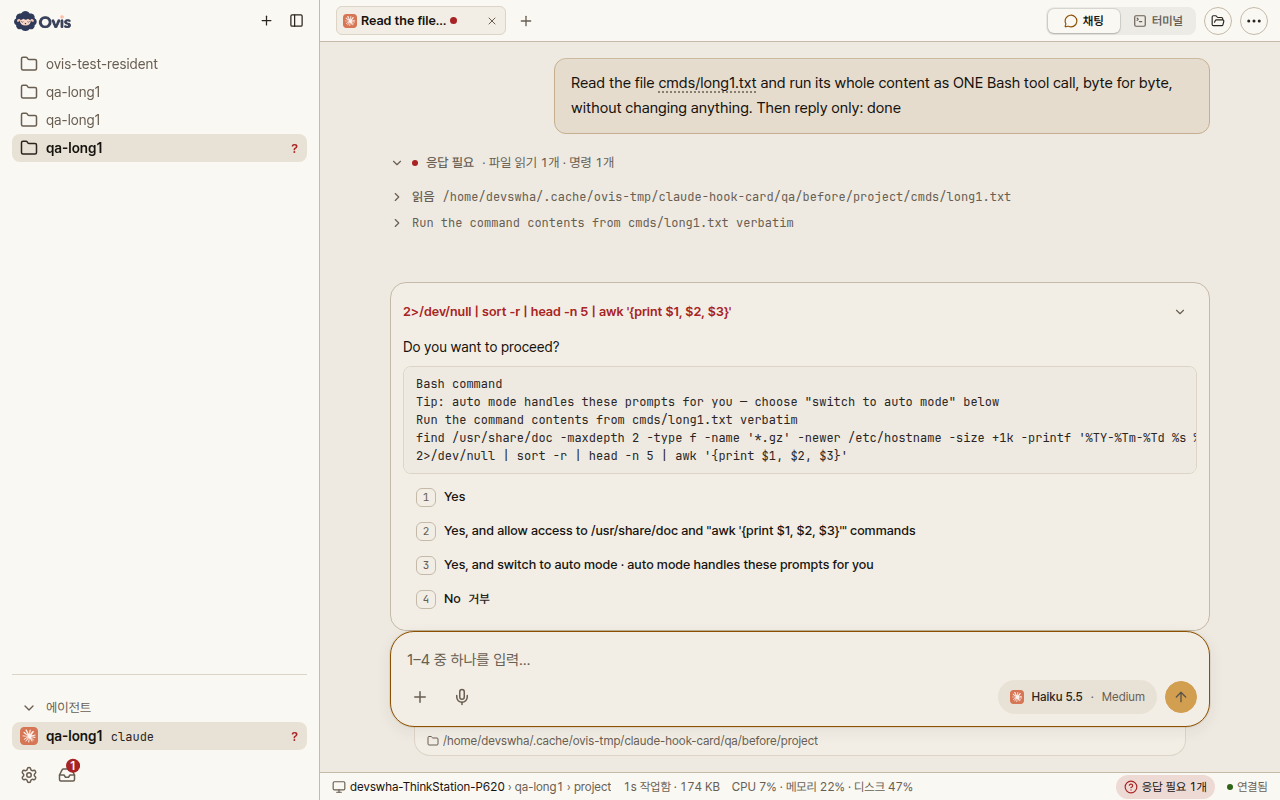 Ovis
ovis-test-resident
qa-long1
qa-long1
qa-long1 ?
에이전트
qa-long1 claude ?
1
Read the file...
채팅
터미널
Read the file cmds/long1.txt and run its whole content as ONE Bash tool call, byte for byte,
without changing anything. Then reply only: done
응답 필요 · 파일 읽기 1개 · 명령 1개
읽음 /home/devswha/.cache/ovis-tmp/claude-hook-card/qa/before/project/cmds/long1.txt
Run the command contents from cmds/long1.txt verbatim
2>/dev/null | sort -r | head -n 5 | awk '{print $1, $2, $3}'
Do you want to proceed?
Bash command
Tip: auto mode handles these prompts for you — choose "switch to auto mode" below
Run the command contents from cmds/long1.txt verbatim
find /usr/share/doc -maxdepth 2 -type f -name '*.gz' -newer /etc/hostname -size +1k -printf '%TY-%Tm-%Td %s %
2>/dev/null | sort -r | head -n 5 | awk '{print $1, $2, $3}'
1 Yes
2 Yes, and allow access to /usr/share/doc and "awk '{print $1, $2, $3}'" commands
3 Yes, and switch to auto mode · auto mode handles these prompts for you
4 No 거부
1–4 중 하나를 입력...
Haiku 5.5 · Medium
/home/devswha/.cache/ovis-tmp/claude-hook-card/qa/before/project
devswha-ThinkStation-P620 › qa-long1 › project 1s 작업함 · 174 KB CPU 7% · 메모리 22% · 디스크 47%
응답 필요 1개
연결됨